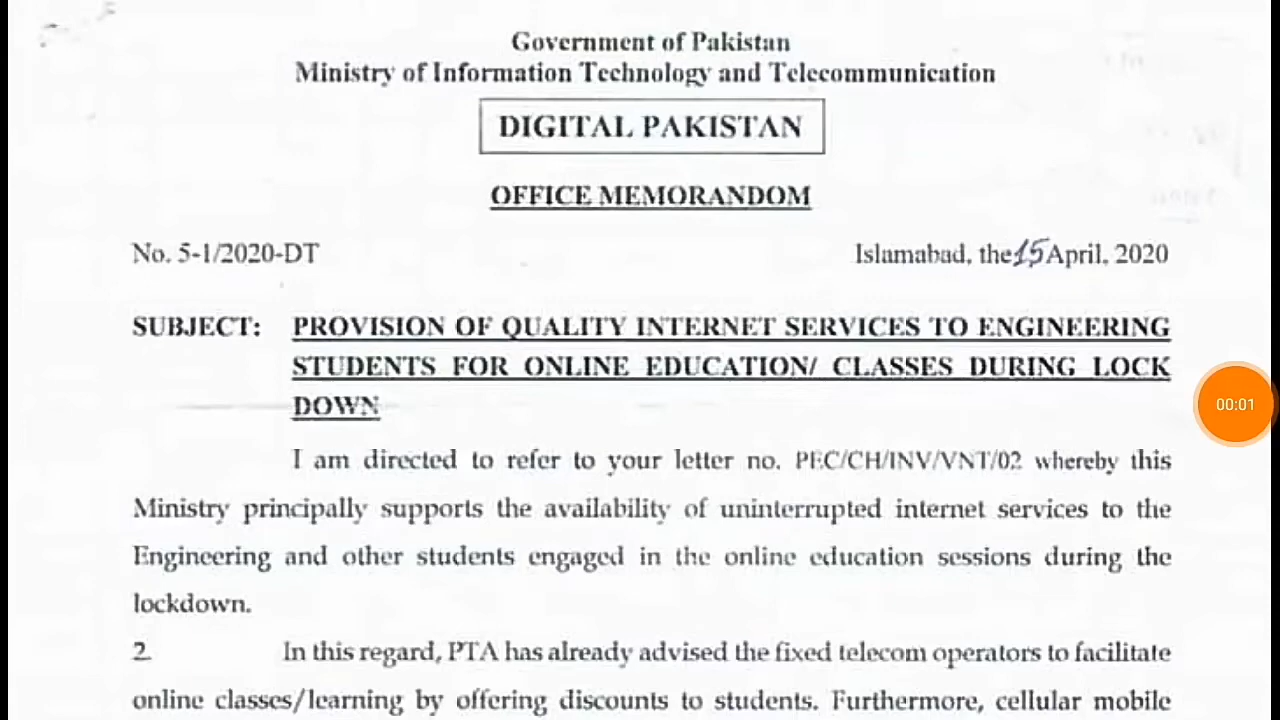 Government of Pakistan
Ministry of Information Technology and Telecommunication
DIGITAL PAKISTAN
OFFICE MEMORANDOM
No. 5-1/2020-DT Islamabad, the 15 April, 2020
SUBJECT: PROVISION OF QUALITY INTERNET SERVICES TO ENGINEERING
STUDENTS FOR ONLINE EDUCATION/ CLASSES DURING LOCK
DOWN
00:01
I am directed to refer to your letter no. PEC/CH/INV/VNT/02 whereby this
Ministry principally supports the availability of uninterrupted internet services to the
Engineering and other students engaged in the online education sessions during the
lockdown.
2. In this regard, PTA has already advised the fixed telecom operators to facilitate
online classes/learning by offering discounts to students. Furthermore, cellular mobile